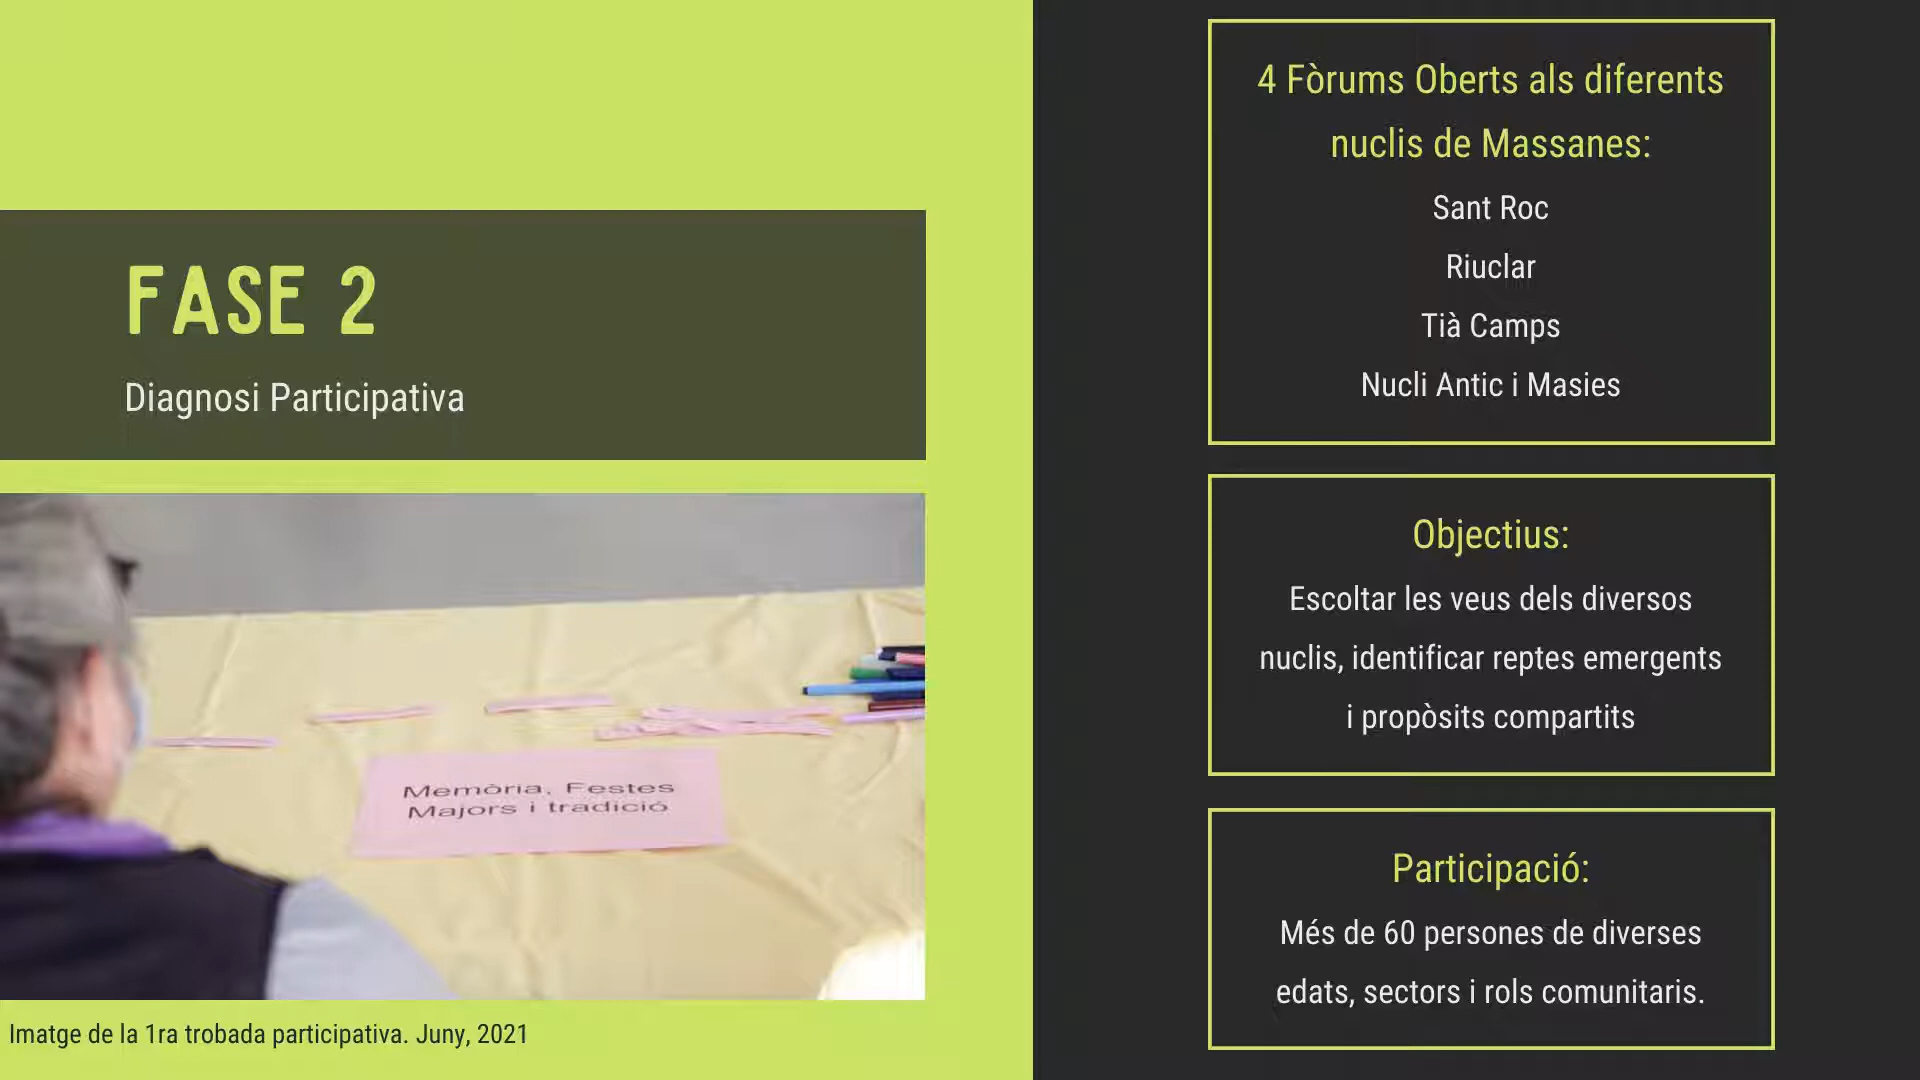 FASE 2
Diagnosi Participativa
Memòria, Festes
Majors i tradició
Imatge de la 1ra trobada participativa. Juny, 2021
4 Fòrums Oberts als diferents
nuclis de Massanes:
Sant Roc
Riuclar
Tià Camps
Nucli Antic i Masies
Objectius:
Escoltar les veus dels diversos
nuclis, identificar reptes emergents
i propòsits compartits
Participació:
Més de 60 persones de diverses
edats, sectors i rols comunitaris.